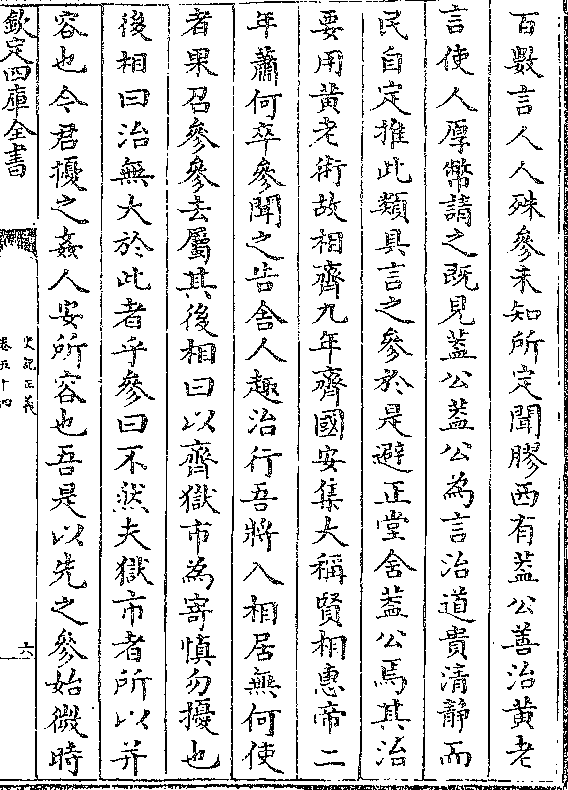 百數言人人殊參未知所定聞膠西有葢公善治黄老
言使人厚幣請之既見葢公葢公為言治道貴清靜而
民自定推此類具言之參於是避正堂舍葢公焉其治
要用黄老術故相齊九年齊國安集大稱賢相惠帝二
年蕭何卒參聞之告舍人趣治行吾將入相居無何使
者果召參參去屬其後相曰以齊獄市為寄慎勿擾也
後相曰治無大於此者乎參曰不然夫獄市者所以并
容也今君擾之姦人安所容也吾是以先之參始微時
欽定四庫全書
史記正義
卷五十四
六